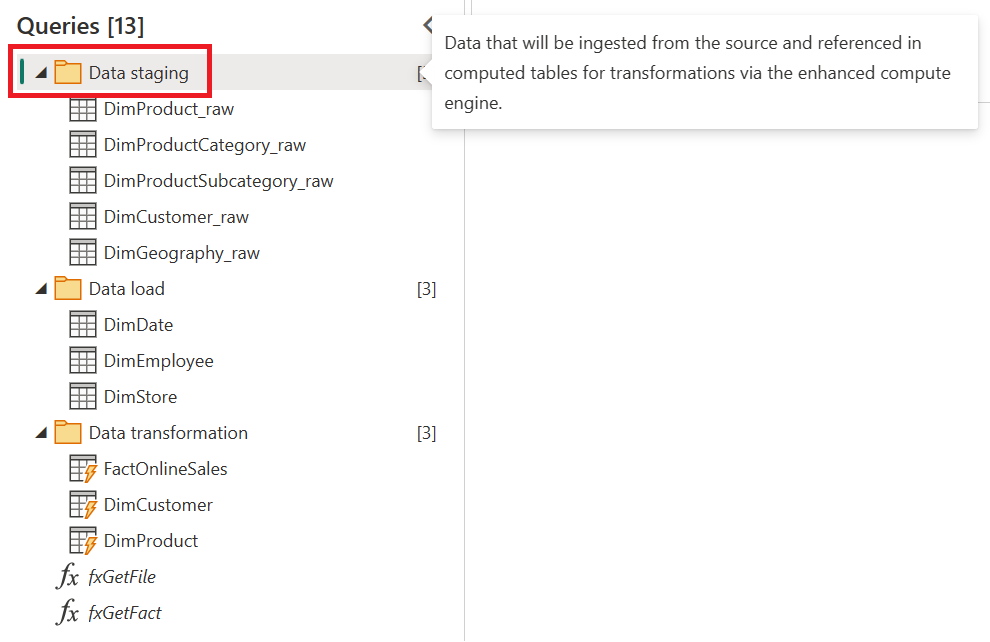 Queries [13]
Data that will be ingested from the source and referenced in
computed tables for transformations via the enhanced compute
engine.
Data staging
DimProduct_raw
DimProductCategory_raw
DimProductSubcategory_raw
DimCustomer_raw
DimGeography_raw
Data load [3]
DimDate
DimEmployee
DimStore
Data transformation [3]
FactOnlineSales
DimCustomer
DimProduct
fx fxGetFile
fx fxGetFact